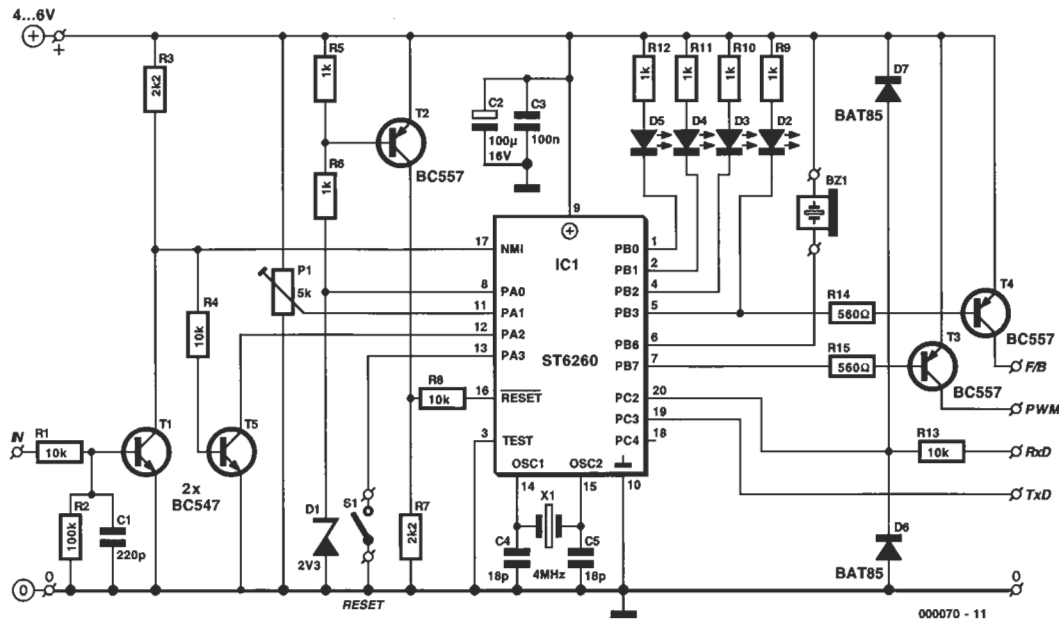 4...6V
+
+
R3
2k2
R5
1k
R6
1k
T2
BC557
C2
100µ
16V
C3
100n
R12
1k
R11
1k
R10
1k
R9
1k
D5
D4
D3
D2
D7
BAT85
BZ1
9
+
IC1
ST6260
17
NMI
8
PA0
11
PA1
12
PA2
13
PA3
16
RESET
3
TEST
OSC1
OSC2
14
15
10
PB0
1
PB1
2
PB2
4
PB3
5
PB6
6
PB7
7
PC2
20
PC3
19
PC4
18
P1
5k
R4
10k
R8
10k
R14
560Ω
R15
560Ω
T4
BC557
T3
BC557
F/B
PWM
R13
10k
RxD
TxD
IN
R1
10k
T1
T5
2x
BC547
R2
100k
C1
220p
D1
2V3
S1
R7
2k2
X1
4MHz
C4
18p
C5
18p
D6
BAT85
0
0
0
RESET
000070 - 11